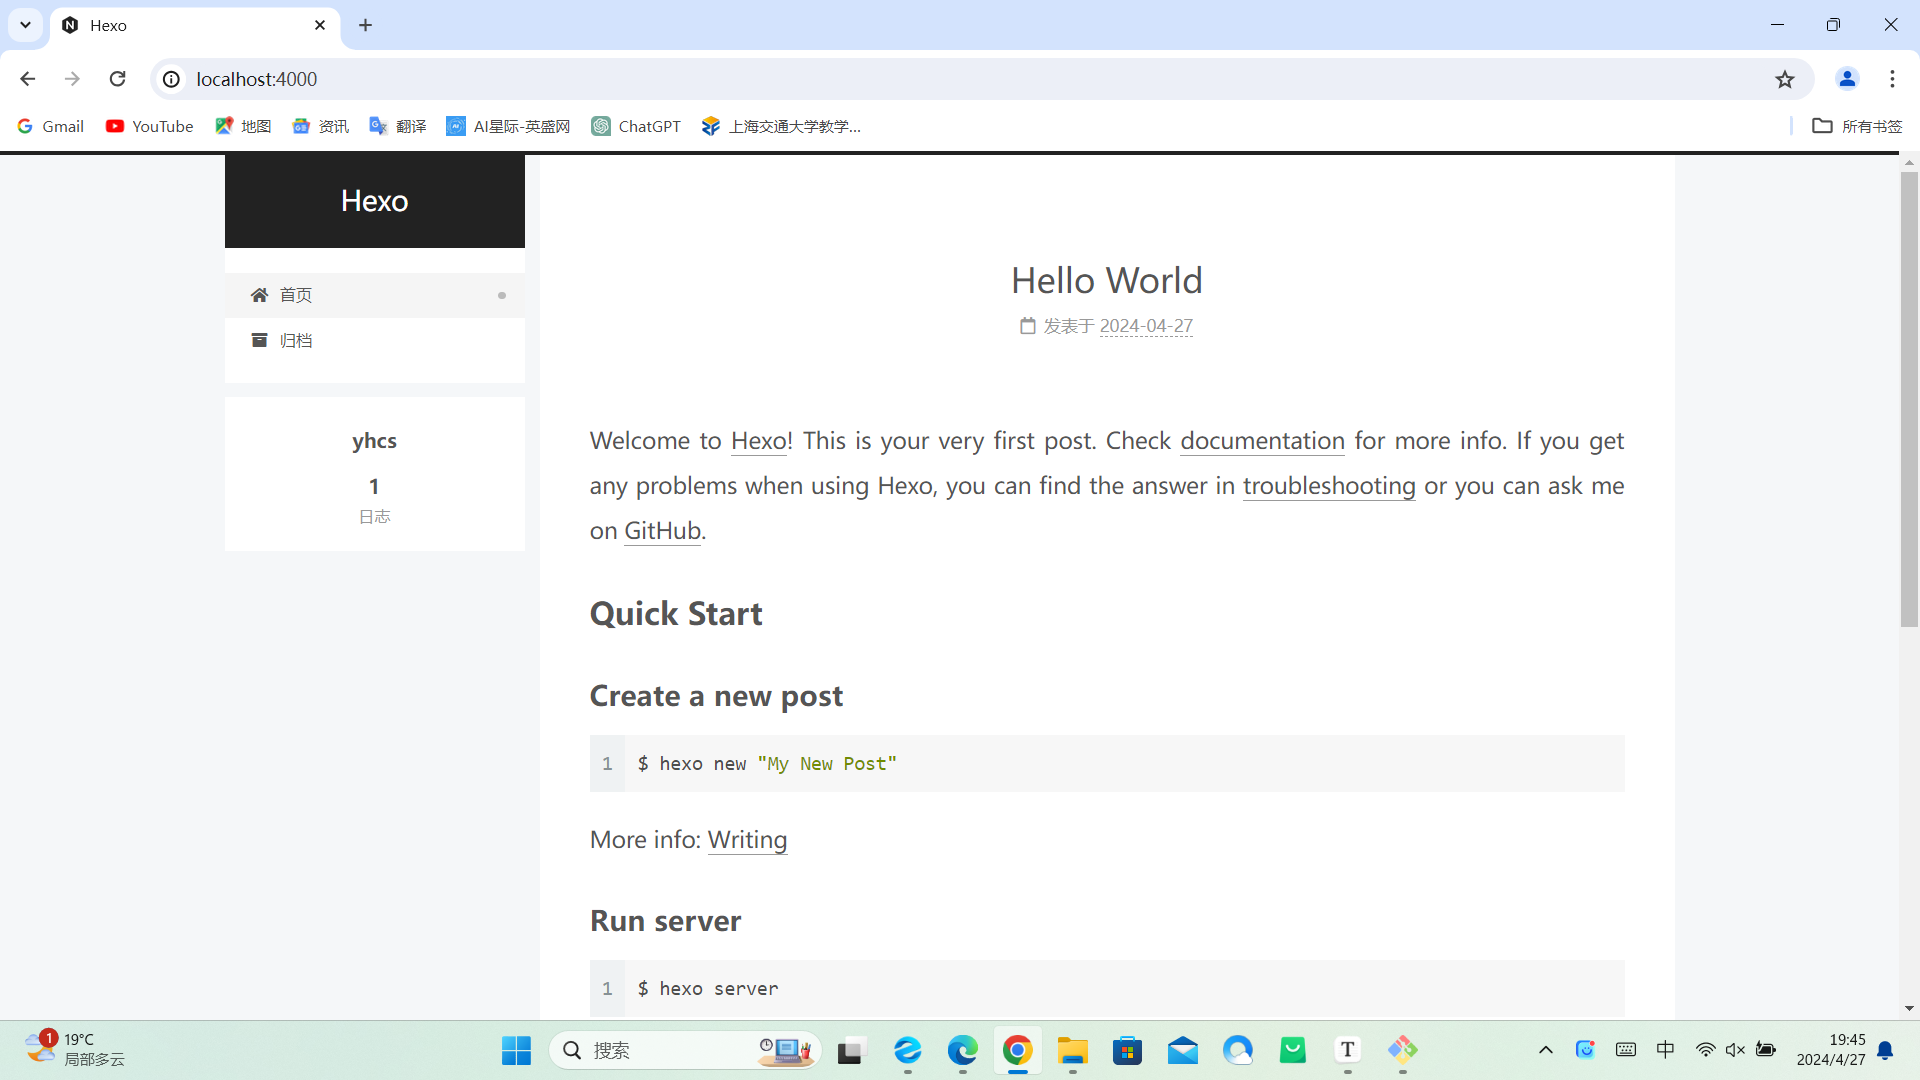 Hexo
localhost:4000
Gmail
YouTube
地图
资讯
翻译
AI星际-英盛网
ChatGPT
上海交通大学教学...
所有书签
Hexo
首页
归档
yhcs
1
日志
Hello World
发表于 2024-04-27
Welcome to Hexo! This is your very first post. Check documentation for more info. If you get
any problems when using Hexo, you can find the answer in troubleshooting or you can ask me
on GitHub.
Quick Start
Create a new post
1 $ hexo new "My New Post"
More info: Writing
Run server
1 $ hexo server
1
19°C
局部多云
搜索
T
中
19:45
2024/4/27